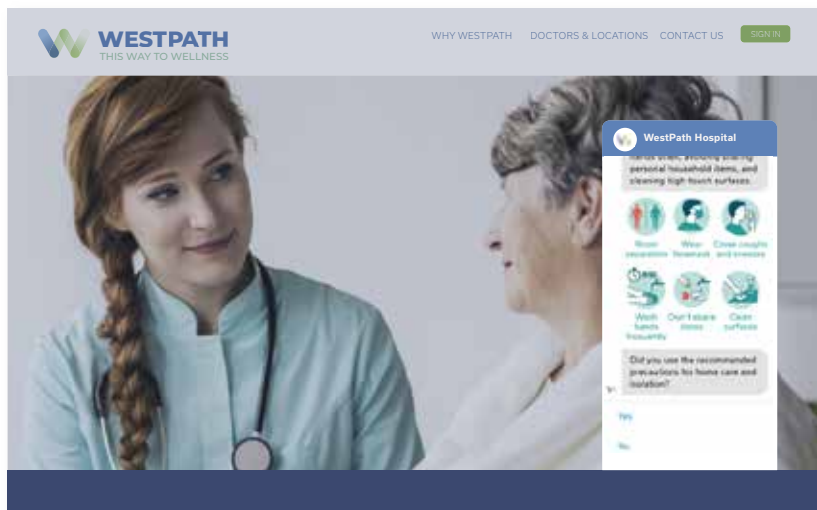 WESTPATH
THIS WAY TO WELLNESS
WHY WESTPATH
DOCTORS & LOCATIONS
CONTACT US
SIGN IN
WestPath Hospital
hands often, avoiding sharing
personal household items, and
cleaning high-touch surfaces.
Room
separation
Wear
facemask
Cover coughs
and sneezes
Wash
hands
frequently
Don't share
items
Clean
surfaces
Did you use the recommended
precautions for home care and
isolation?
Yes
No